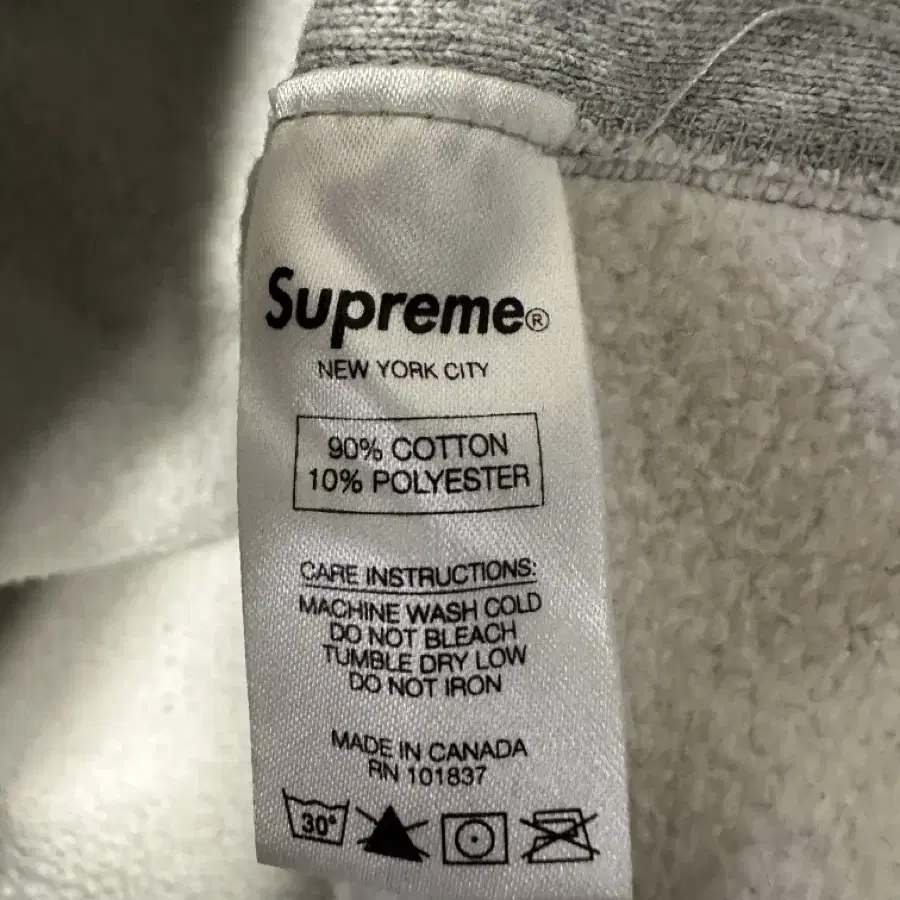 Supreme®
NEW YORK CITY
90% COTTON
10% POLYESTER
CARE INSTRUCTIONS:
MACHINE WASH COLD
DO NOT BLEACH
TUMBLE DRY LOW
DO NOT IRON
MADE IN CANADA
RN 101837
30°